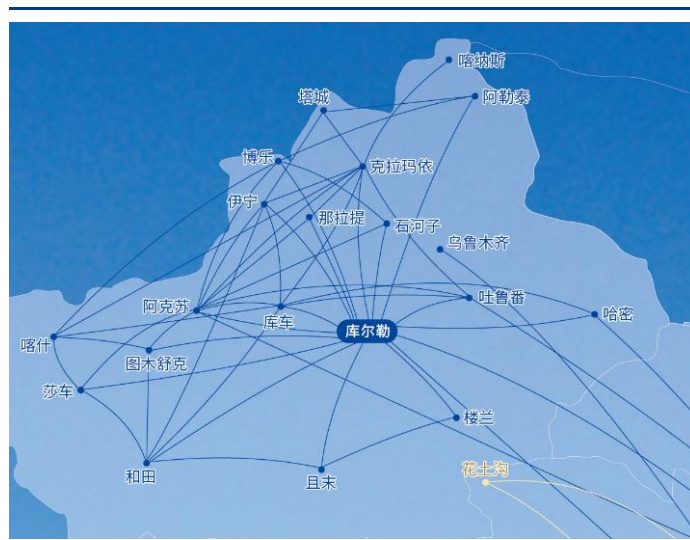 喀纳斯
塔城
阿勒泰
博乐
克拉玛依
伊宁
那拉提
石河子
乌鲁木齐
阿克苏
库车
吐鲁番
哈密
库尔勒
喀什
图木舒克
莎车
楼兰
和田
且末
花土沟